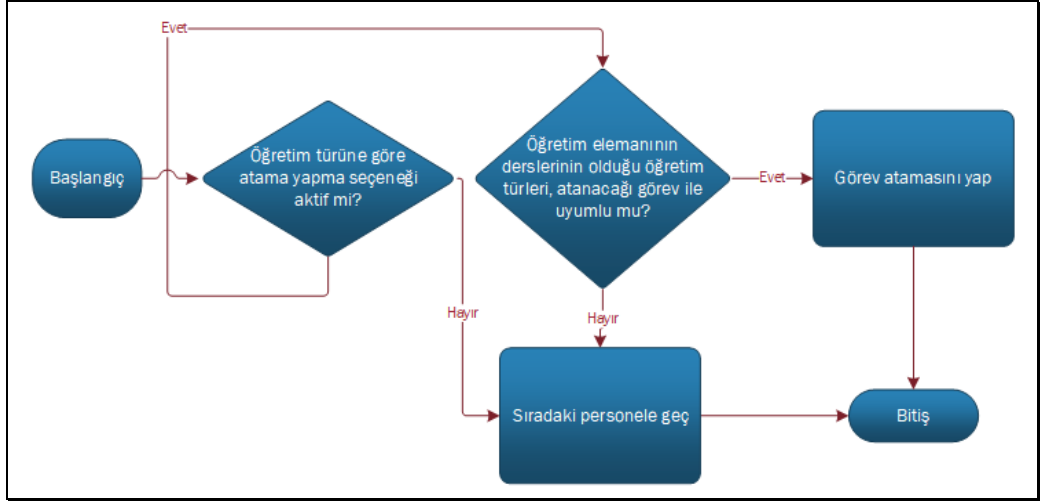 Evet
Başlangıç
Öğretim türüne göre
atama yapma seçeneği
aktif mi?
Öğretim elemanının
derslerinin olduğu öğretim
türleri, atanacağı görev ile
uyumlu mu?
Evet
Görev atamasını yap
Hayır
Hayır
Sıradaki personele geç
Bitiş